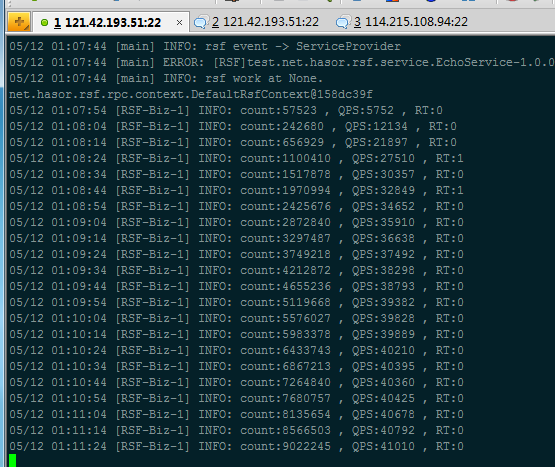 1 121.42.193.51:22 × 2 121.42.193.51:22 3 114.215.108.94:22
05/12 01:07:44 [main] INFO: rsf event -> ServiceProvider
05/12 01:07:44 [main] ERROR: [RSF]test.net.hasor.rsf.service.EchoService-1.0.0
05/12 01:07:44 [main] INFO: rsf work at None.
net.hasor.rsf.rpc.context.DefaultRsfContext@158dc39f
05/12 01:07:54 [RSF-Biz-1] INFO: count:57523 , QPS:5752 , RT:0
05/12 01:08:04 [RSF-Biz-1] INFO: count:242680 , QPS:12134 , RT:0
05/12 01:08:14 [RSF-Biz-1] INFO: count:656929 , QPS:21897 , RT:0
05/12 01:08:24 [RSF-Biz-1] INFO: count:1100410 , QPS:27510 , RT:1
05/12 01:08:34 [RSF-Biz-1] INFO: count:1517878 , QPS:30357 , RT:0
05/12 01:08:44 [RSF-Biz-1] INFO: count:1970994 , QPS:32849 , RT:1
05/12 01:08:54 [RSF-Biz-1] INFO: count:2425676 , QPS:34652 , RT:0
05/12 01:09:04 [RSF-Biz-1] INFO: count:2872840 , QPS:35910 , RT:0
05/12 01:09:14 [RSF-Biz-1] INFO: count:3297487 , QPS:36638 , RT:0
05/12 01:09:24 [RSF-Biz-1] INFO: count:3749218 , QPS:37492 , RT:0
05/12 01:09:34 [RSF-Biz-1] INFO: count:4212872 , QPS:38298 , RT:0
05/12 01:09:44 [RSF-Biz-1] INFO: count:4655236 , QPS:38793 , RT:0
05/12 01:09:54 [RSF-Biz-1] INFO: count:5119668 , QPS:39382 , RT:0
05/12 01:10:04 [RSF-Biz-1] INFO: count:5576027 , QPS:39828 , RT:0
05/12 01:10:14 [RSF-Biz-1] INFO: count:5983378 , QPS:39889 , RT:0
05/12 01:10:24 [RSF-Biz-1] INFO: count:6433743 , QPS:40210 , RT:0
05/12 01:10:34 [RSF-Biz-1] INFO: count:6867213 , QPS:40395 , RT:0
05/12 01:10:44 [RSF-Biz-1] INFO: count:7264840 , QPS:40360 , RT:0
05/12 01:10:54 [RSF-Biz-1] INFO: count:7680757 , QPS:40425 , RT:0
05/12 01:11:04 [RSF-Biz-1] INFO: count:8135654 , QPS:40678 , RT:0
05/12 01:11:14 [RSF-Biz-1] INFO: count:8566503 , QPS:40792 , RT:0
05/12 01:11:24 [RSF-Biz-1] INFO: count:9022245 , QPS:41010 , RT:0